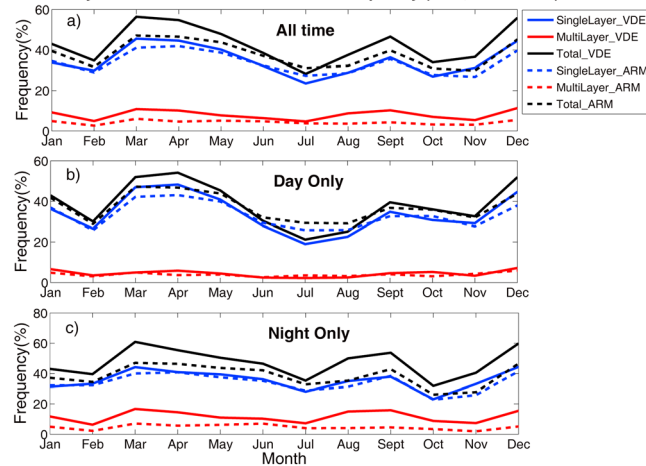 a)
All time
Frequency(%)
60
40
20
0
Jan Feb Mar Apr May Jun Jul Aug Sept Oct Nov Dec
SingleLayer_VDE
MultiLayer_VDE
Total_VDE
SingleLayer_ARM
MultiLayer_ARM
Total_ARM
b)
Day Only
Frequency(%)
60
40
20
0
Jan Feb Mar Apr May Jun Jul Aug Sept Oct Nov Dec
c)
Night Only
Frequency(%)
80
60
40
20
0
Jan Feb Mar Apr May Jun Jul Aug Sept Oct Nov Dec
Month